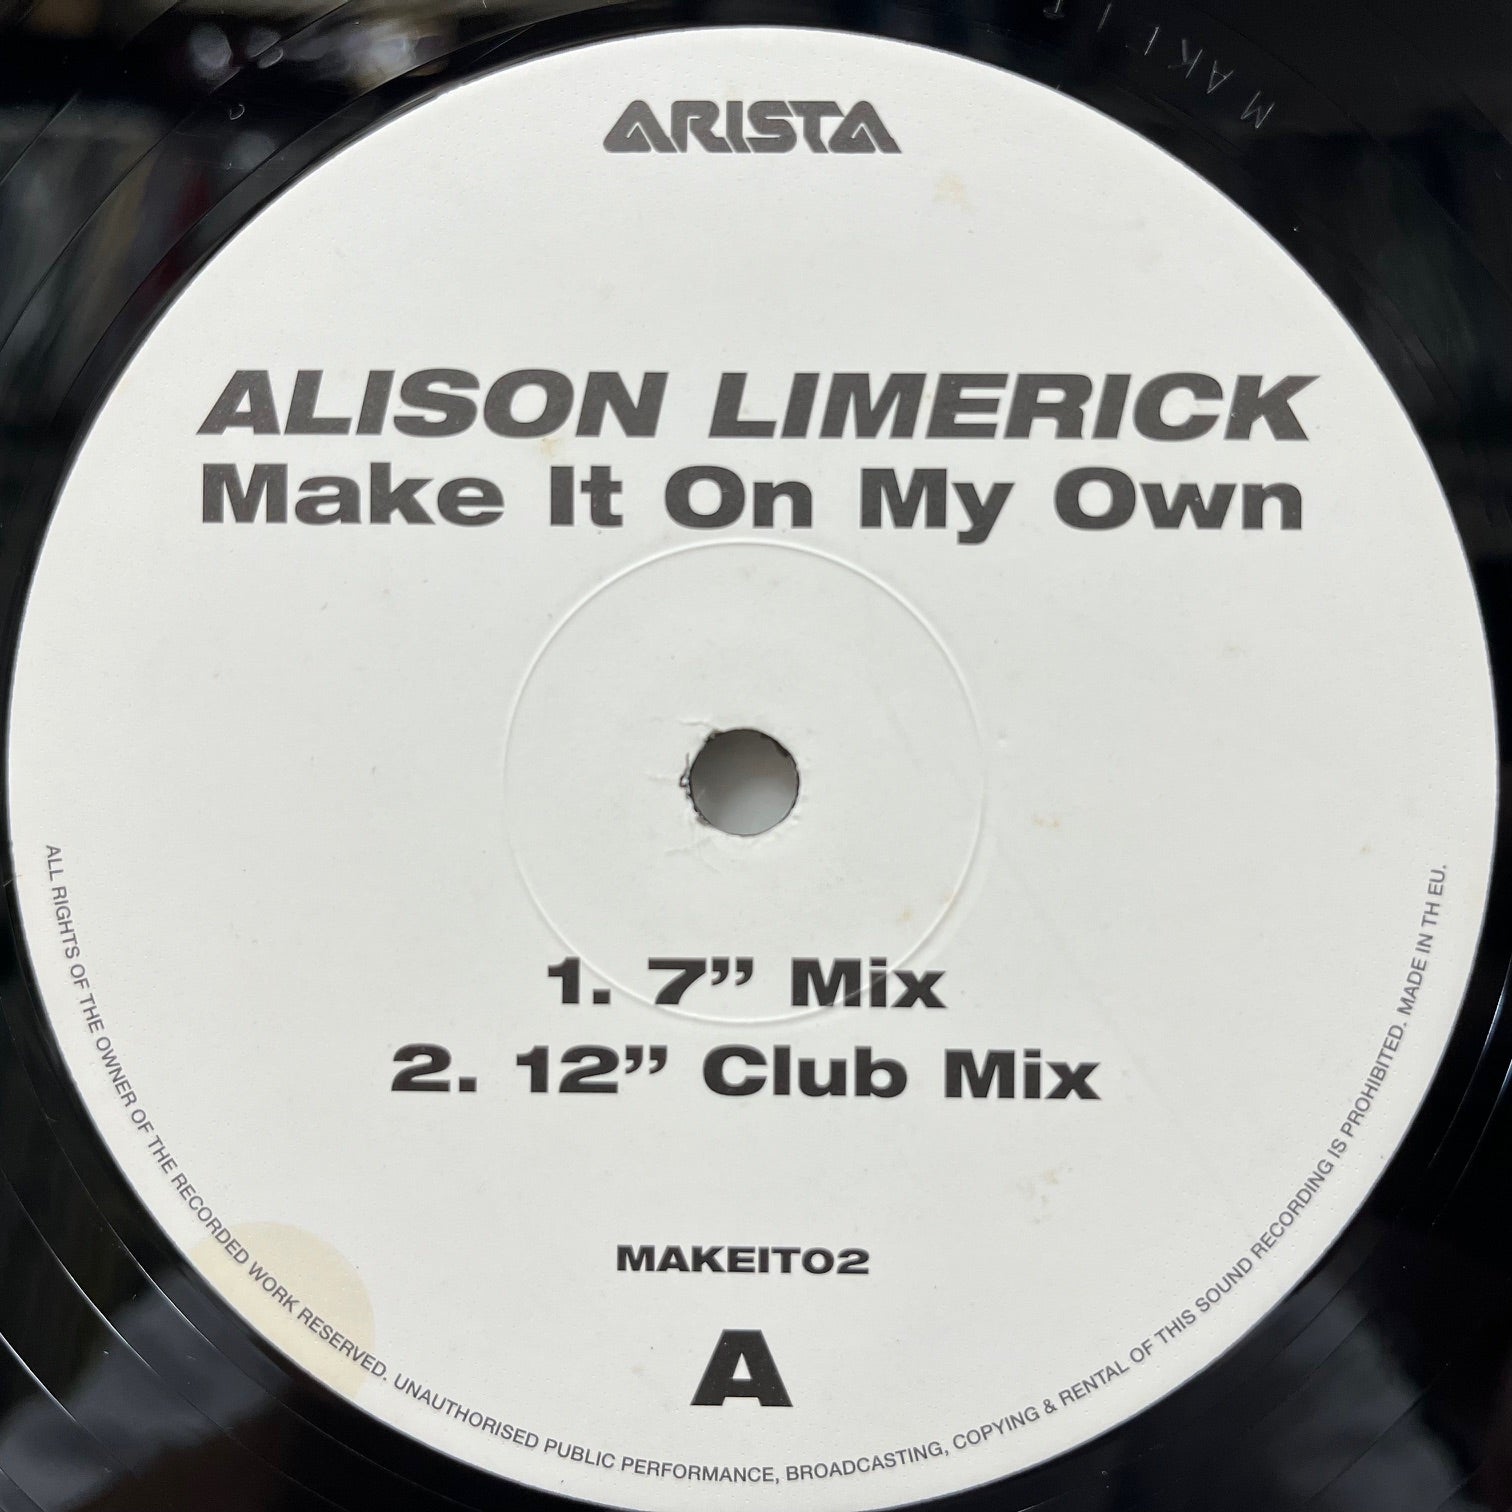 MAKI
ARISTA
ALISON LIMERICK
Make It On My Own
1. 7” Mix
2. 12” Club Mix
MAKEIT02
A
ALL RIGHTS OF THE OWNER OF THE RECORDED WORK RESERVED. UNAUTHORISED PUBLIC PERFORMANCE, BROADCASTING, COPYING & RENTAL OF THIS SOUND RECORDING IS PROHIBITED. MADE IN TH EU.